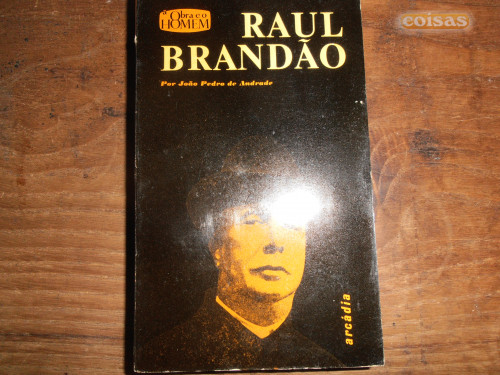 a Obra e o
HOMEM
RAUL
BRANDÃO
Por João Pedro de Andrade
arcádia
coisas